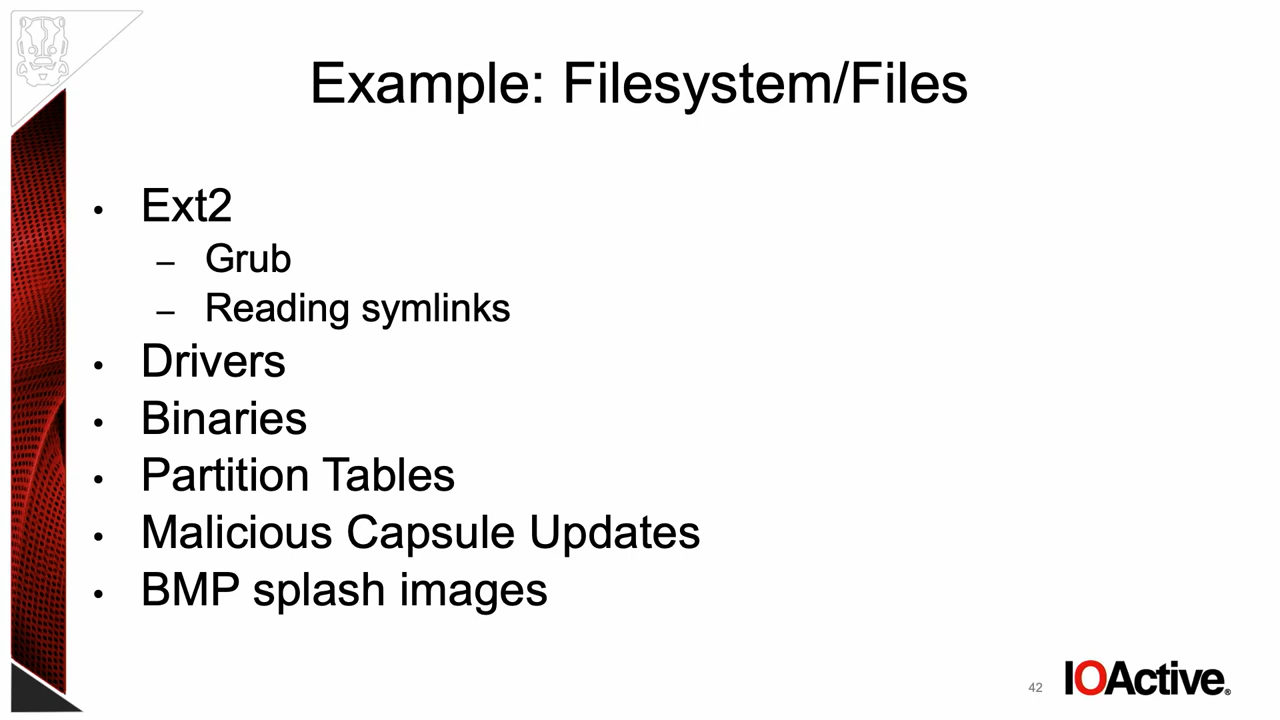 Example: Filesystem/Files
• Ext2
– Grub
– Reading symlinks
• Drivers
• Binaries
• Partition Tables
• Malicious Capsule Updates
• BMP splash images
42
IOActive®